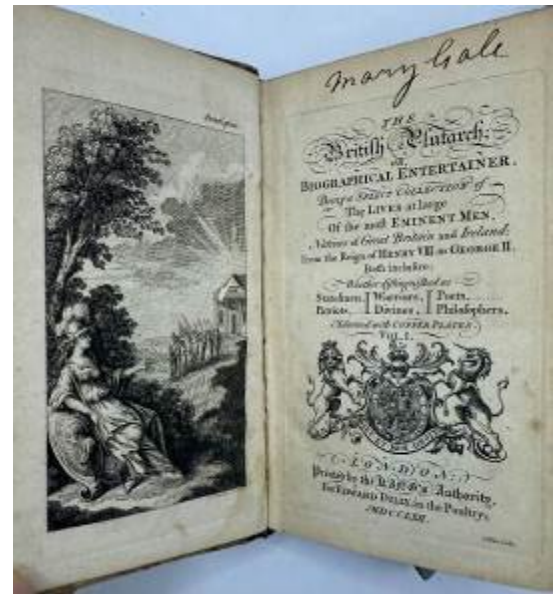 Frontispiece.
Mary Gale
THE
British Plutarch,
or,
BIOGRAPHICAL ENTERTAINER.
Being a SELECT COLLECTION of
The LIVES at large
Of the most EMINENT MEN,
Natives of Great Britain and Ireland;
from the Reign of HENRY VIII. to GEORGE II.
Both inclusive:
Whether distinguished as
Statesmen, Warriors, Poets,
Patriots, Divines, Philosophers.
Adorned with COPPER PLATES.
VOL. I.
LONDON:
Printed by the KING's Authority,
For EDWARD DILLY, in the Poultry,
MDCCLXII.